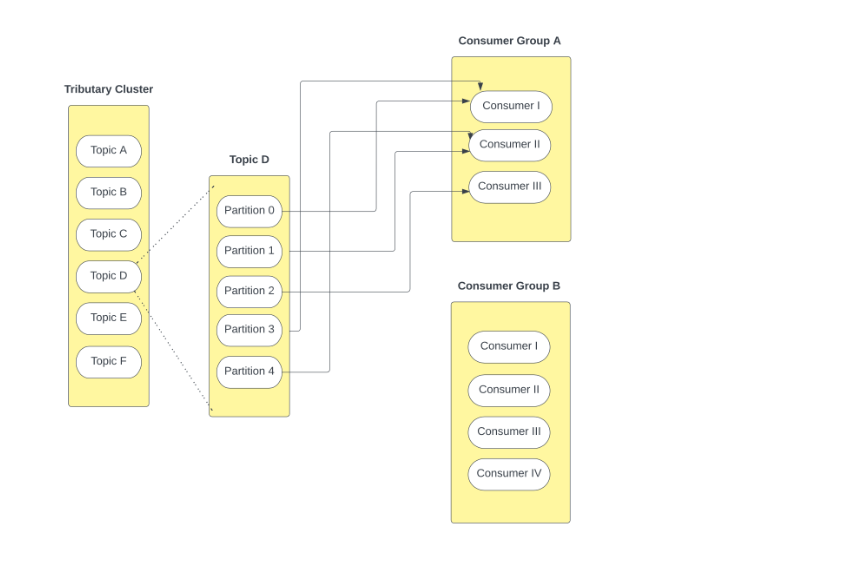 Tributary Cluster
Topic A
Topic B
Topic C
Topic D
Topic E
Topic F
Topic D
Partition 0
Partition 1
Partition 2
Partition 3
Partition 4
Consumer Group A
Consumer I
Consumer II
Consumer III
Consumer Group B
Consumer I
Consumer II
Consumer III
Consumer IV